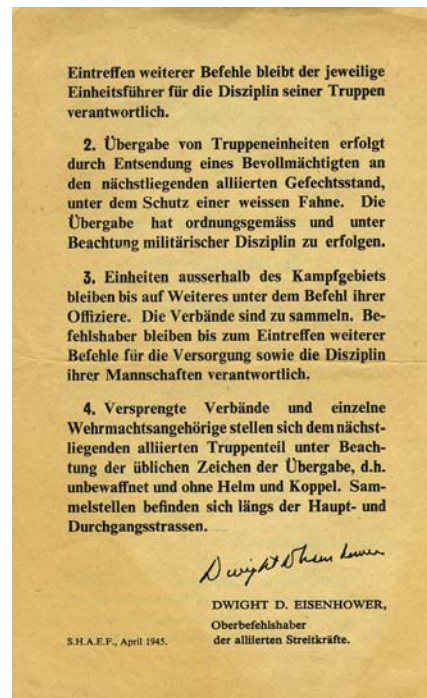 Eintreffen weiterer Befehle bleibt der jeweilige
Einheitsführer für die Disziplin seiner Truppen
verantwortlich.
2. Übergabe von Truppeneinheiten erfolgt
durch Entsendung eines Bevollmächtigten an
den nächstliegenden alliierten Gefechtsstand,
unter dem Schutz einer weissen Fahne. Die
Übergabe hat ordnungsgemäss und unter
Beachtung militärischer Disziplin zu erfolgen.
3. Einheiten ausserhalb des Kampfgebiets
bleiben bis auf Weiteres unter dem Befehl ihrer
Offiziere. Die Verbände sind zu sammeln. Be-
fehlshaber bleiben bis zum Eintreffen weiterer
Befehle für die Versorgung sowie die Disziplin
ihrer Mannschaften verantwortlich.
4. Versprengte Verbände und einzelne
Wehrmachtsangehörige stellen sich dem nächst-
liegenden alliierten Truppenteil unter Beach-
tung der üblichen Zeichen der Übergabe, d.h.
unbewaffnet und ohne Helm und Koppel. Sam-
melstellen befinden sich längs der Haupt- und
Durchgangsstrassen.
Dwight D Eisenhower
DWIGHT D. EISENHOWER,
Oberbefehlshaber
S.H.A.E.F., April 1945. der alliierten Streitkräfte.